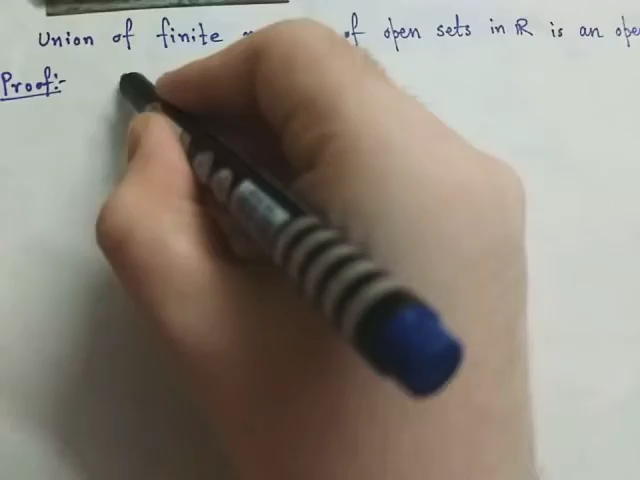 Union of finite of open sets in ℝ is an ope
Proof:-